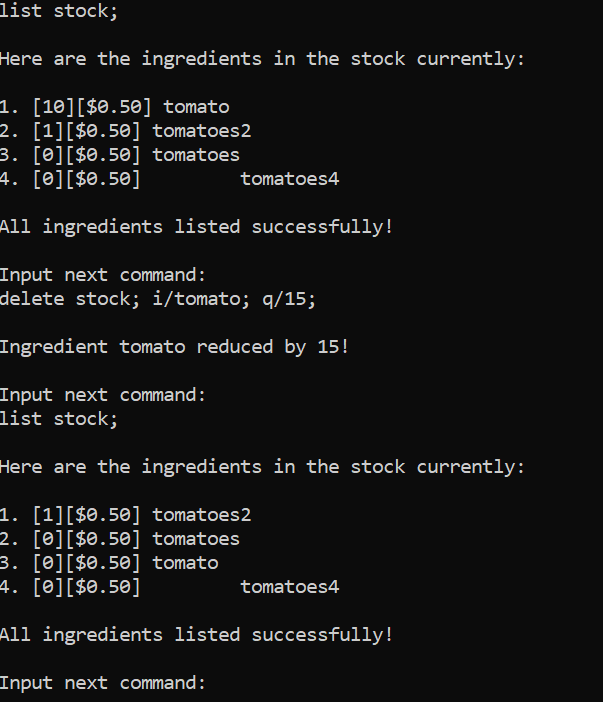 list stock;
Here are the ingredients in the stock currently:
1. [10][$0.50] tomato
2. [1][$0.50] tomatoes2
3. [0][$0.50] tomatoes
4. [0][$0.50]         tomatoes4
All ingredients listed successfully!
Input next command:
delete stock; i/tomato; q/15;
Ingredient tomato reduced by 15!
Input next command:
list stock;
Here are the ingredients in the stock currently:
1. [1][$0.50] tomatoes2
2. [0][$0.50] tomatoes
3. [0][$0.50] tomato
4. [0][$0.50]         tomatoes4
All ingredients listed successfully!
Input next command: